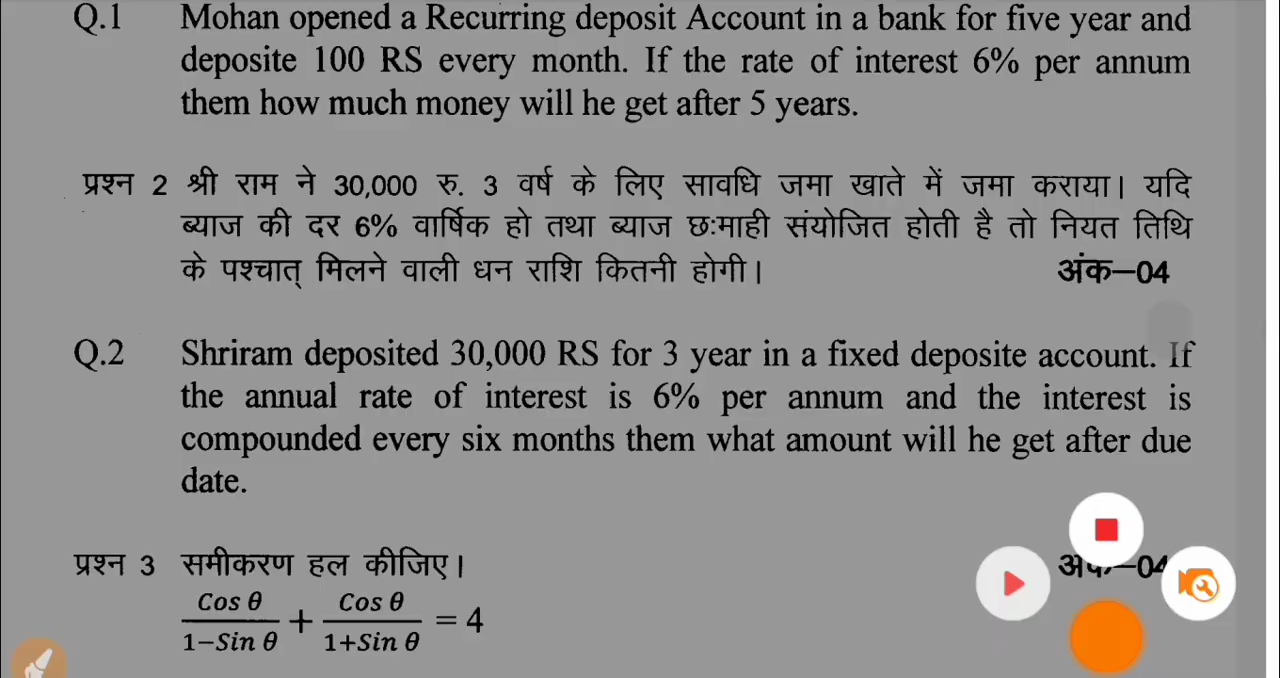 Q.1 Mohan opened a Recurring deposit Account in a bank for five year and
deposite 100 RS every month. If the rate of interest 6% per annum
them how much money will he get after 5 years.
प्रश्न 2 श्री राम ने 30,000 रु. 3 वर्ष के लिए सावधि जमा खाते में जमा कराया। यदि
ब्याज की दर 6% वार्षिक हो तथा ब्याज छःमाही संयोजित होती है तो नियत तिथि
के पश्चात् मिलने वाली धन राशि कितनी होगी। अंक–04
Q.2 Shriram deposited 30,000 RS for 3 year in a fixed deposite account. If
the annual rate of interest is 6% per annum and the interest is
compounded every six months them what amount will he get after due
date.
प्रश्न 3 समीकरण हल कीजिए। अंक–04
Cos θ / 1−Sin θ + Cos θ / 1+Sin θ = 4